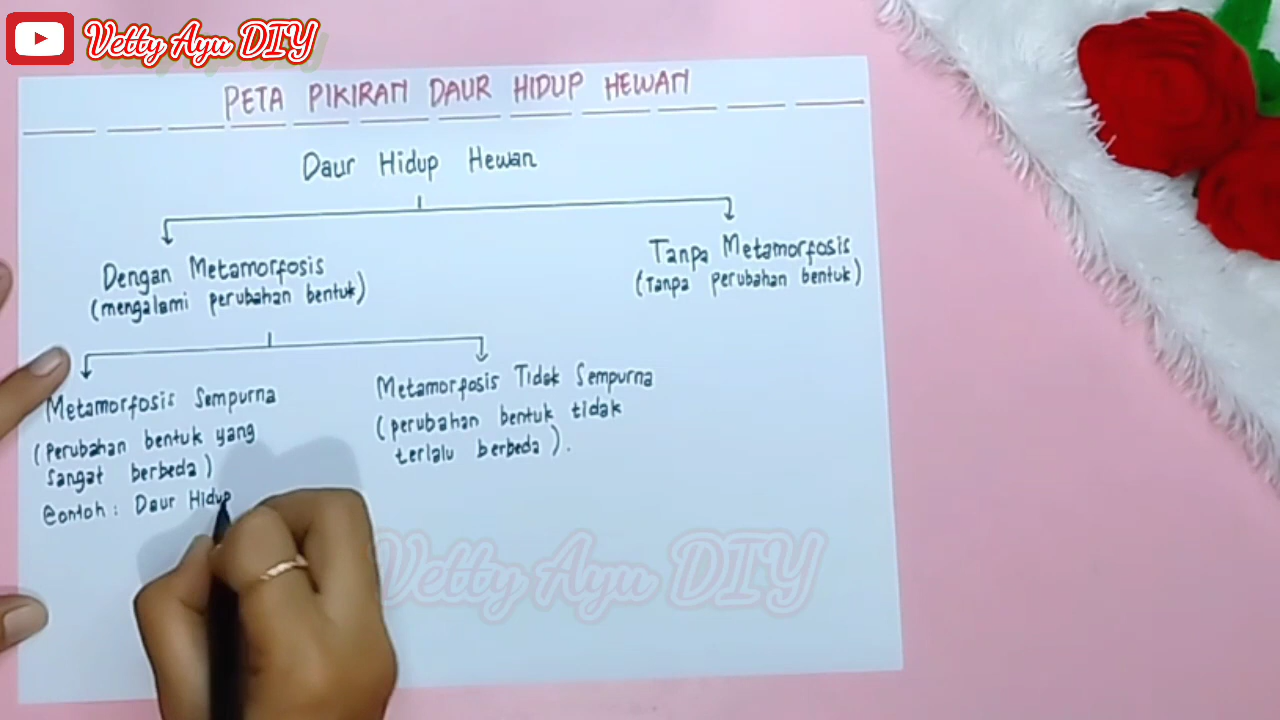 Vetty Ayu DIY
PETA PIKIRAN DAUR HIDUP HEWAN
Daur Hidup Hewan
Dengan Metamorfosis
(mengalami perubahan bentuk)
Tanpa Metamorfosis
(Tanpa perubahan bentuk)
Metamorfosis Sempurna
(Perubahan bentuk yang
sangat berbeda)
Contoh: Daur Hidup
Metamorfosis Tidak Sempurna
(perubahan bentuk tidak
terlalu berbeda).
Vetty Ayu DIY